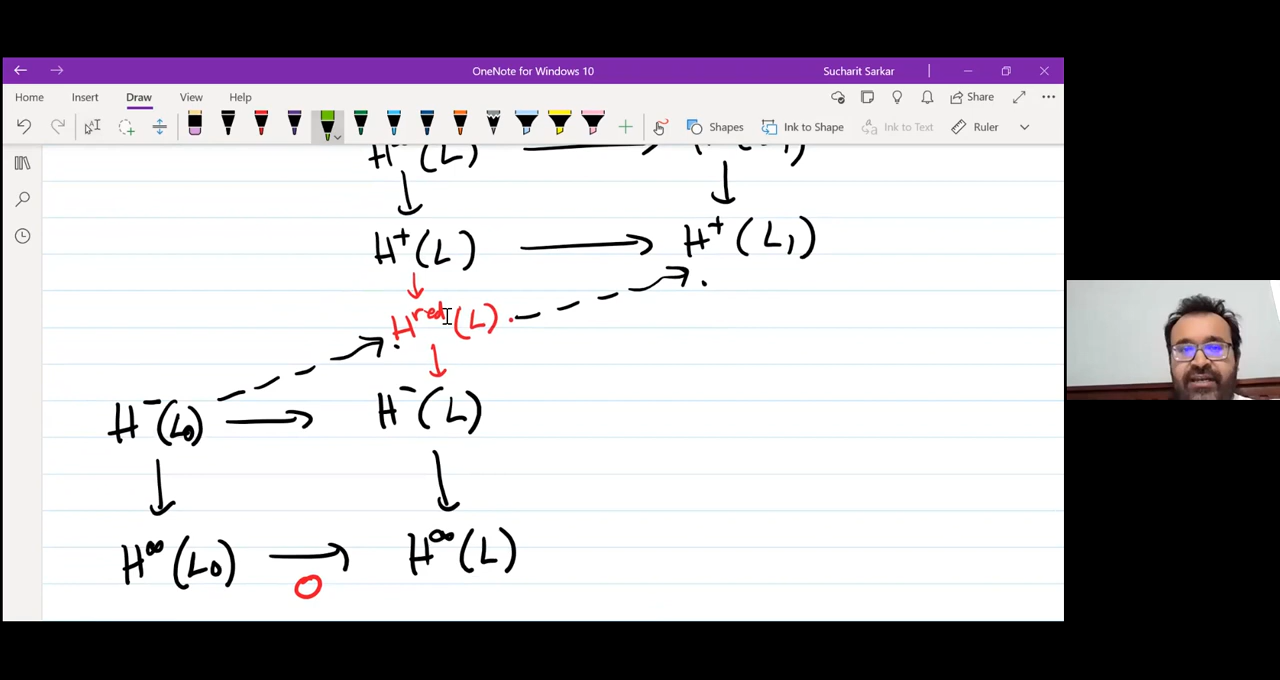 OneNote for Windows 10
Sucharit Sarkar
Home Insert Draw View Help
Share
Shapes Ink to Shape Ink to Text Ruler
H^∞(L)
H⁺(L) H⁺(L₁)
H^red(L)
H⁻(L₀) H⁻(L)
H^∞(L₀) H^∞(L)
0